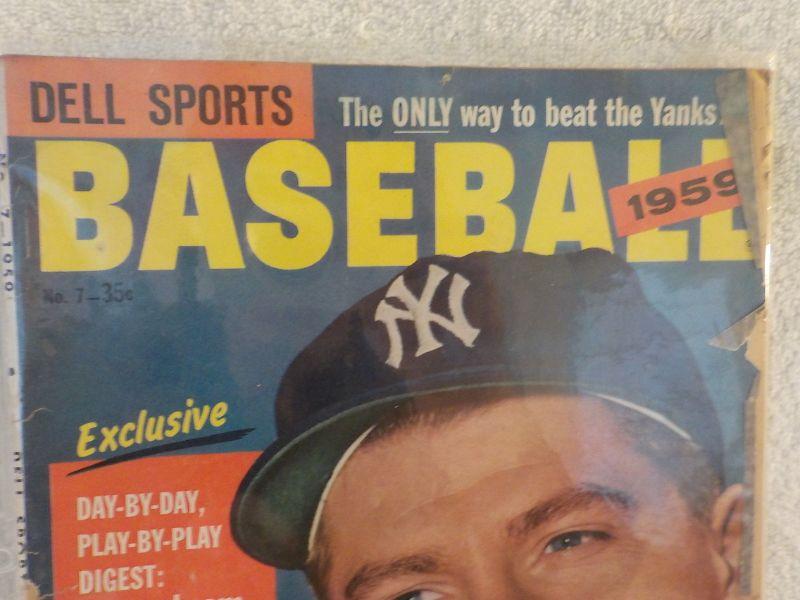 DELL SPORTS
The ONLY way to beat the Yanks!
BASEBALL
1959
No. 7—35¢
NY
Exclusive
DAY-BY-DAY,
PLAY-BY-PLAY
DIGEST: